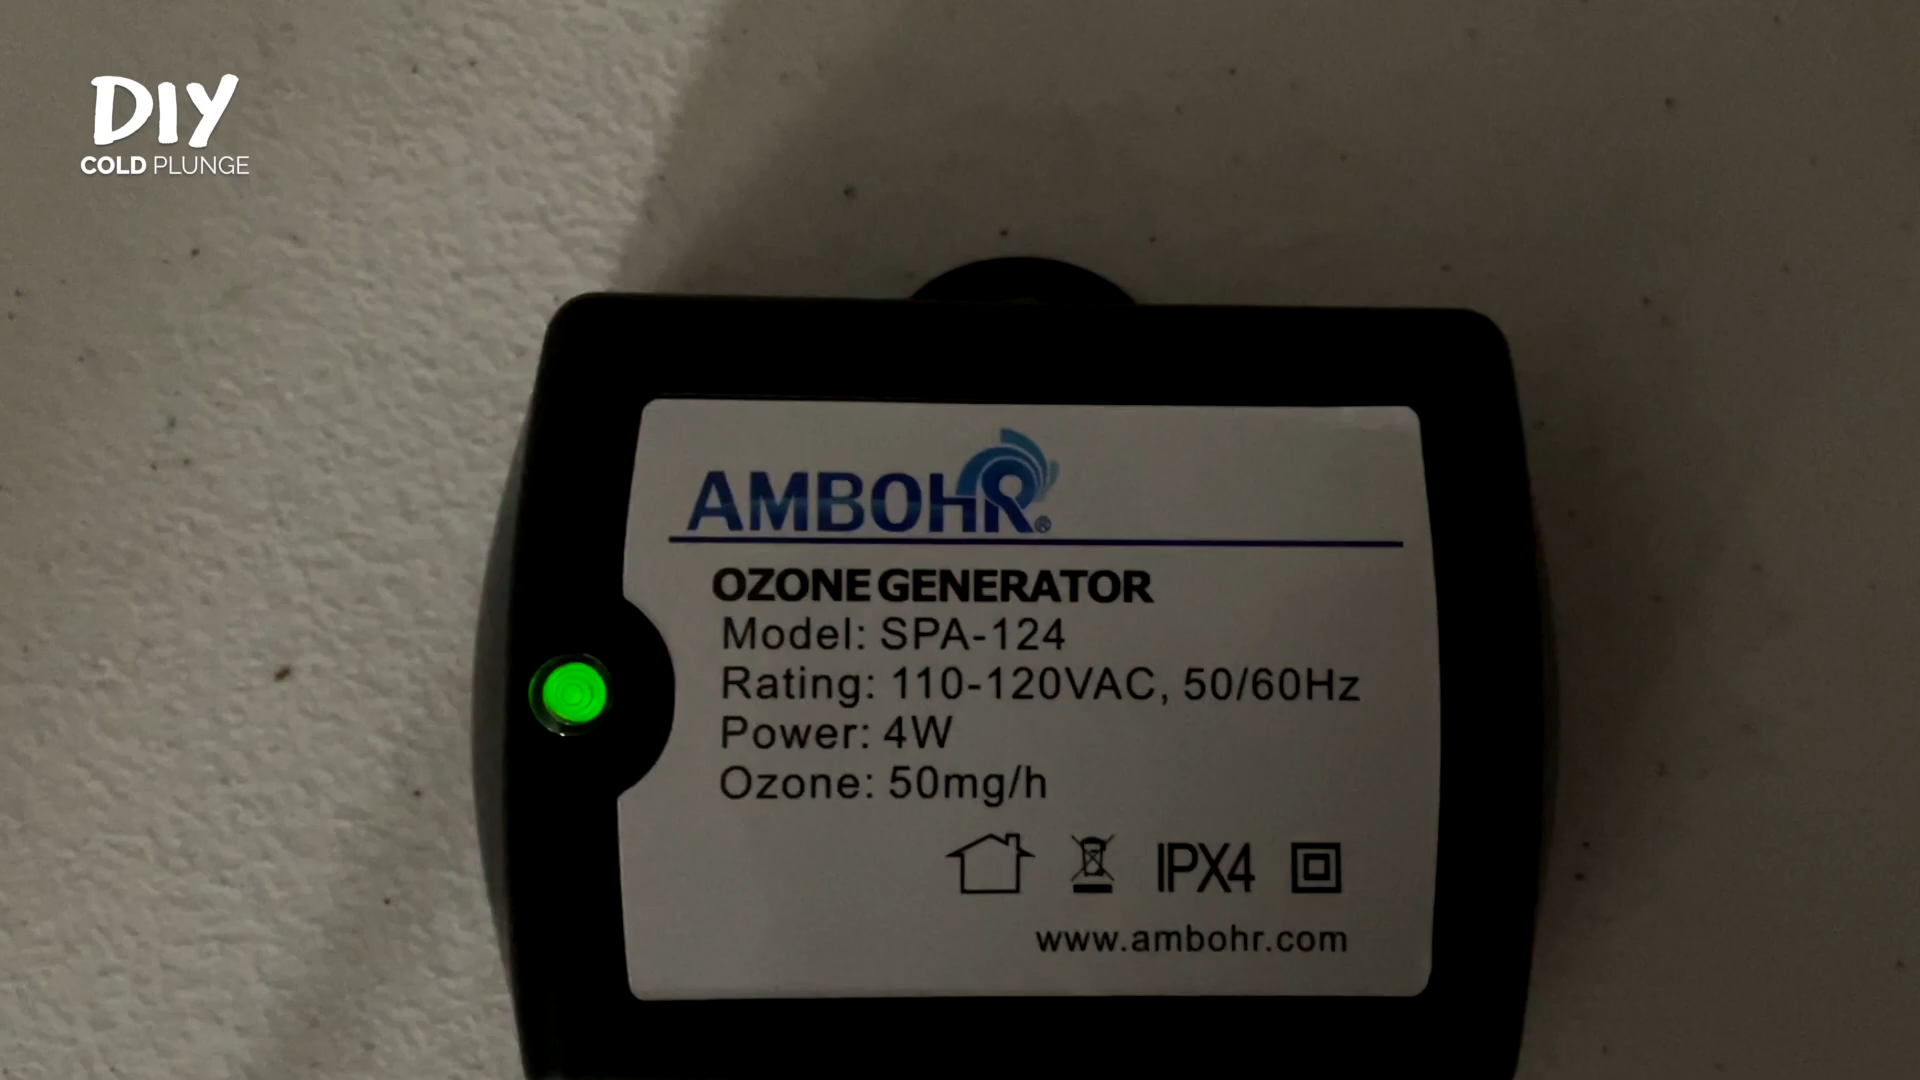 DIY
COLD PLUNGE
AMBOHR®
OZONE GENERATOR
Model: SPA-124
Rating: 110-120VAC, 50/60Hz
Power: 4W
Ozone: 50mg/h
IPX4
www.ambohr.com